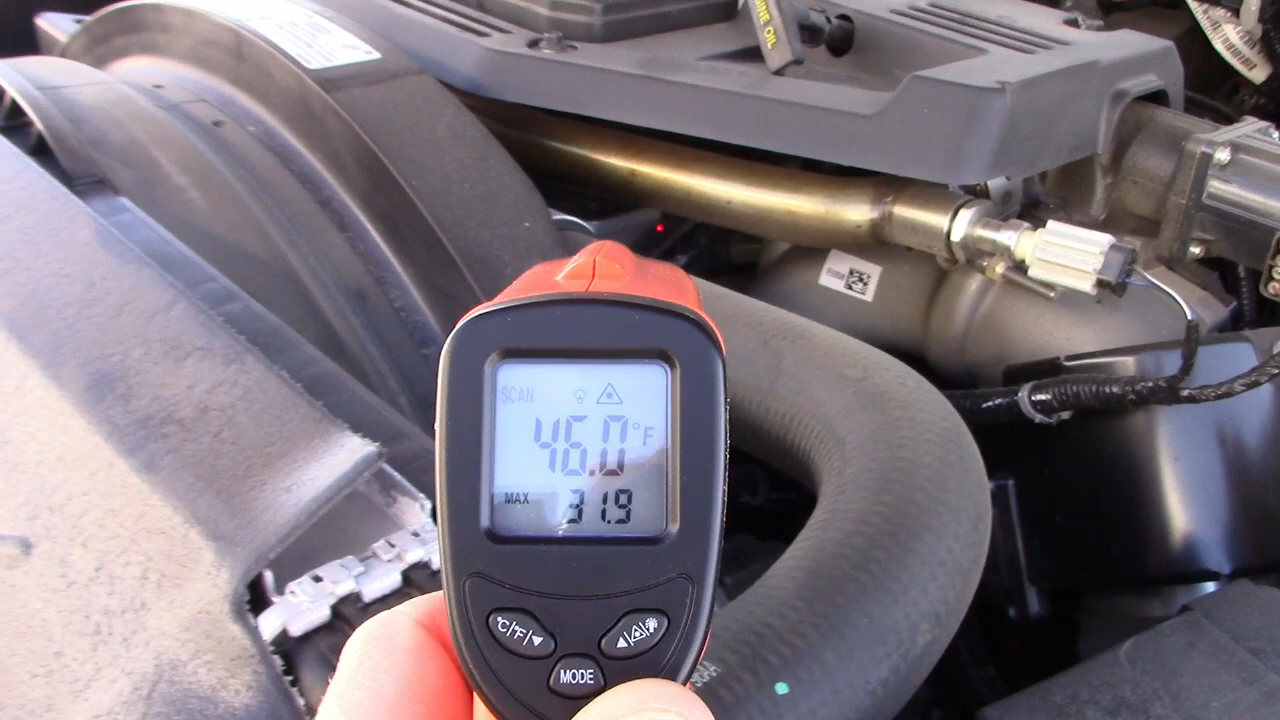 ENGINE OIL
SCAN
46.0°F
MAX 31.9
°C/°F/▼
MODE